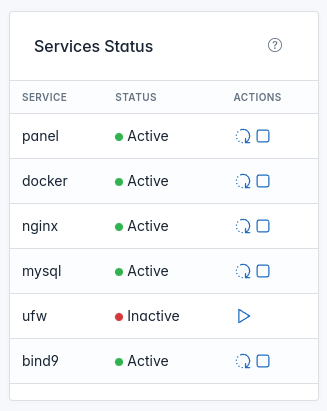 Services Status
SERVICE STATUS ACTIONS
panel Active
docker Active
nginx Active
mysql Active
ufw Inactive
bind9 Active